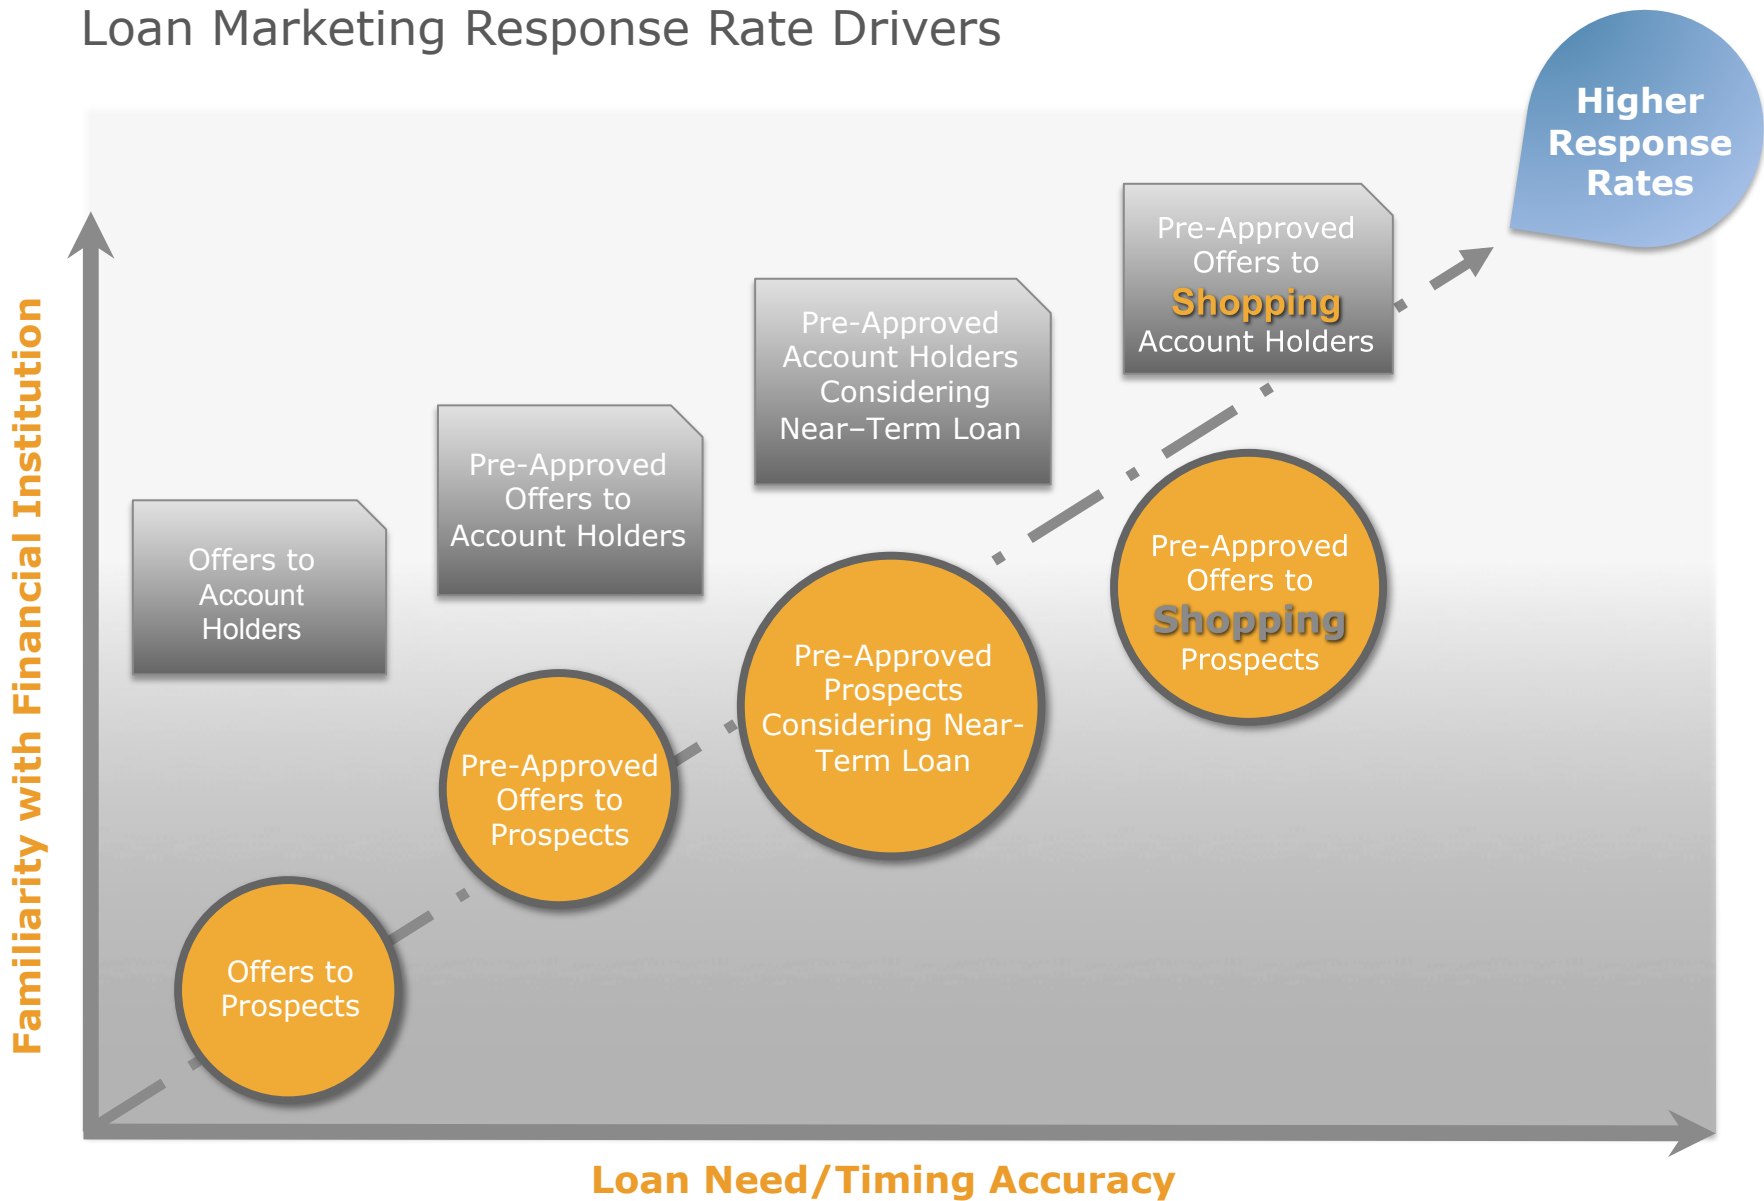 Loan Marketing Response Rate Drivers
Higher
Response
Rates
Pre-Approved
Offers to
Shopping
Account Holders
Pre-Approved
Account Holders
Considering
Near–Term Loan
Pre-Approved
Offers to
Account Holders
Offers to
Account
Holders
Pre-Approved
Offers to
Shopping
Prospects
Pre-Approved
Prospects
Considering Near-
Term Loan
Pre-Approved
Offers to
Prospects
Offers to
Prospects
Familiarity with Financial Institution
Loan Need/Timing Accuracy